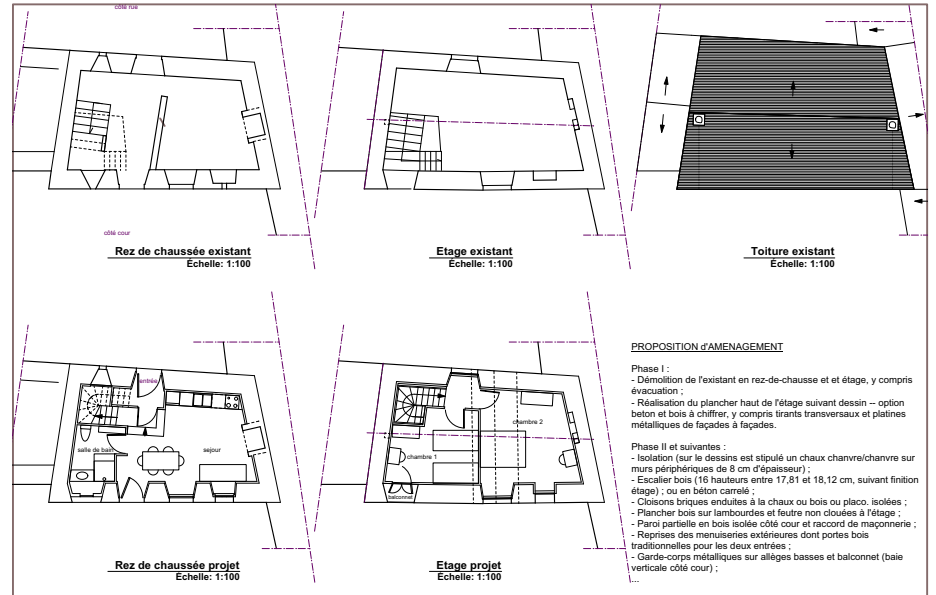 côté rue
côté cour
Rez de chaussée existant
Échelle: 1:100
Etage existant
Échelle: 1:100
Toiture existant
Échelle: 1:100
entrée
salle de bain
sejour
Rez de chaussée projet
Échelle: 1:100
chambre 2
chambre 1
balconnet
Etage projet
Échelle: 1:100
PROPOSITION d'AMENAGEMENT
Phase I :
- Démolition de l'existant en rez-de-chausse et et étage, y compris
évacuation ;
- Réalisation du plancher haut de l'étage suivant dessin -- option
beton et bois à chiffrer, y compris tirants transversaux et platines
métalliques de façades à façades.
Phase II et suivantes :
- Isolation (sur le dessins est stipulé un chaux chanvre/chanvre sur
murs périphériques de 8 cm d'épaisseur) ;
- Escalier bois (16 hauteurs entre 17,81 et 18,12 cm, suivant finition
étage) ; ou en béton carrelé ;
- Cloisons briques enduites à la chaux ou bois ou placo. isolées ;
- Plancher bois sur lambourdes et feutre non clouées à l'étage ;
- Paroi partielle en bois isolée côté cour et raccord de maçonnerie ;
- Reprises des menuiseries extérieures dont portes bois
traditionnelles pour les deux entrées ;
- Garde-corps métalliques sur allèges basses et balconnet (baie
verticale côté cour) ;
...